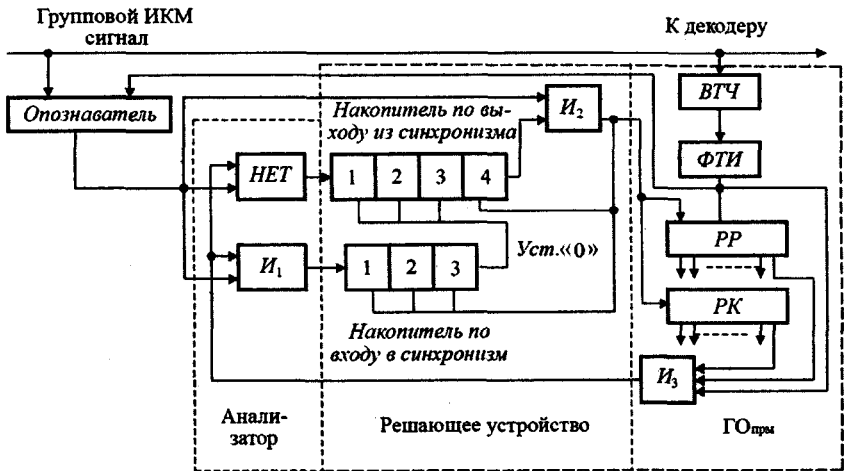 Групповой ИКМ
сигнал
К декодеру
Опознаватель
Накопитель по вы-
ходу из синхронизма
И₂
ВТЧ
ФТИ
НЕТ
1 2 3 4
И₁
1 2 3
Уст.«0»
РР
РК
Накопитель по
входу в синхронизм
И₃
Анали-
затор
Решающее устройство
ГОпрм